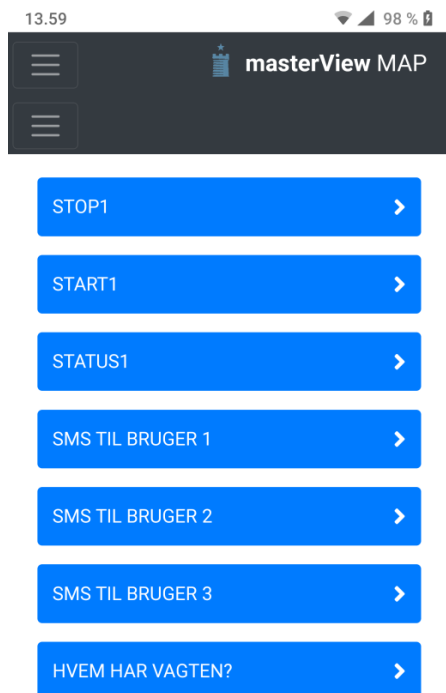 13.59 98 %
masterView MAP
STOP1
START1
STATUS1
SMS TIL BRUGER 1
SMS TIL BRUGER 2
SMS TIL BRUGER 3
HVEM HAR VAGTEN?